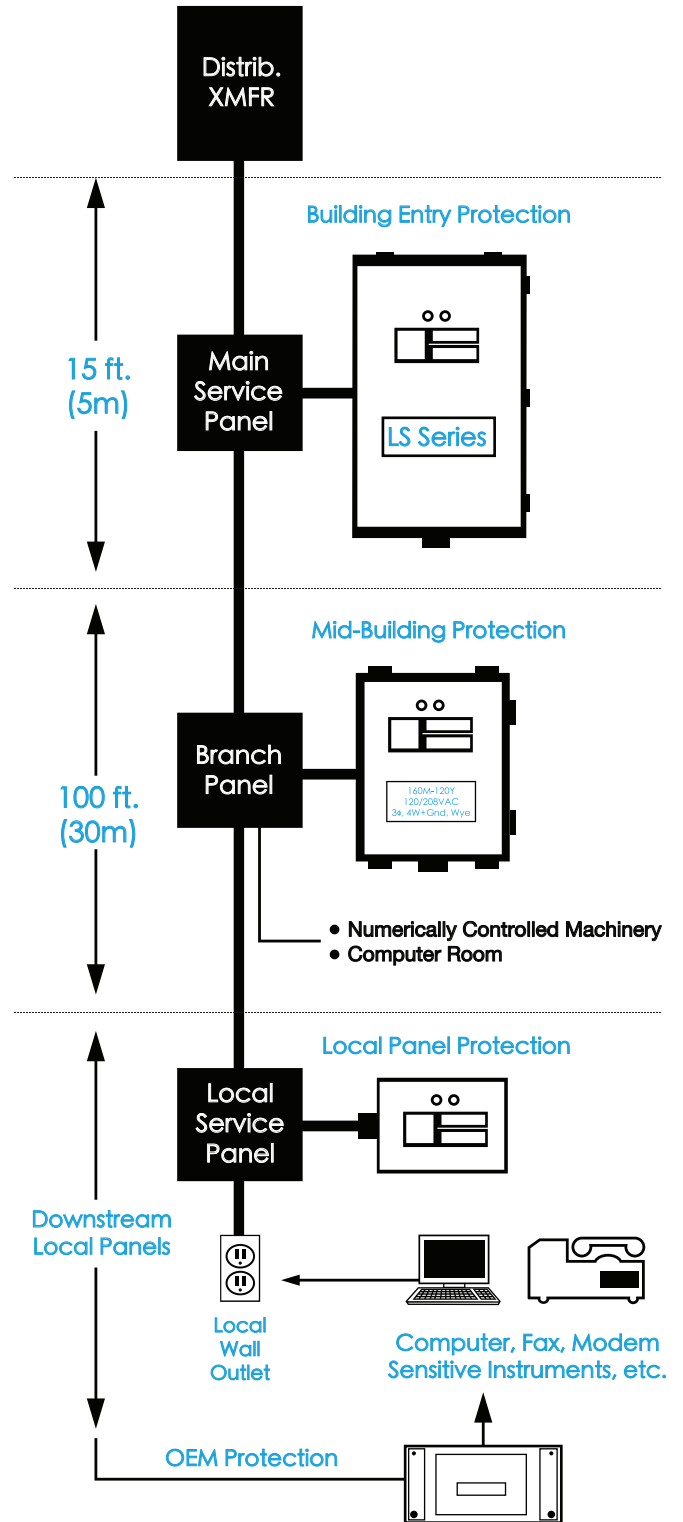 Distrib.
XMFR
Building Entry Protection
15 ft.
(5m)
Main
Service
Panel
LS Series
Mid-Building Protection
100 ft.
(30m)
Branch
Panel
160M-120Y
120/208VAC
3ϕ, 4W+Gnd, Wye
● Numerically Controlled Machinery
● Computer Room
Local Panel Protection
Local
Service
Panel
Downstream
Local Panels
Local
Wall
Outlet
Computer, Fax, Modem
Sensitive Instruments, etc.
OEM Protection